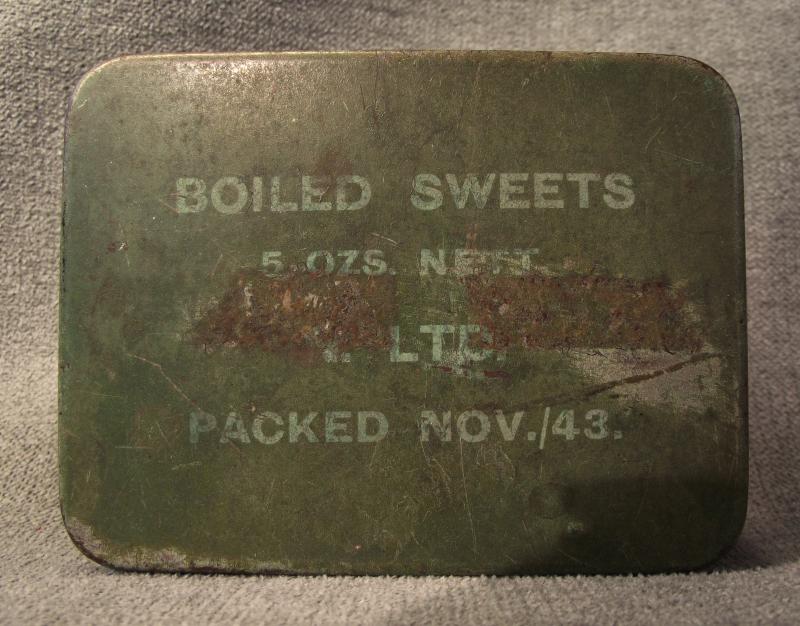 BOILED SWEETS
5 OZS. NETT
LTD.
PACKED NOV./43.